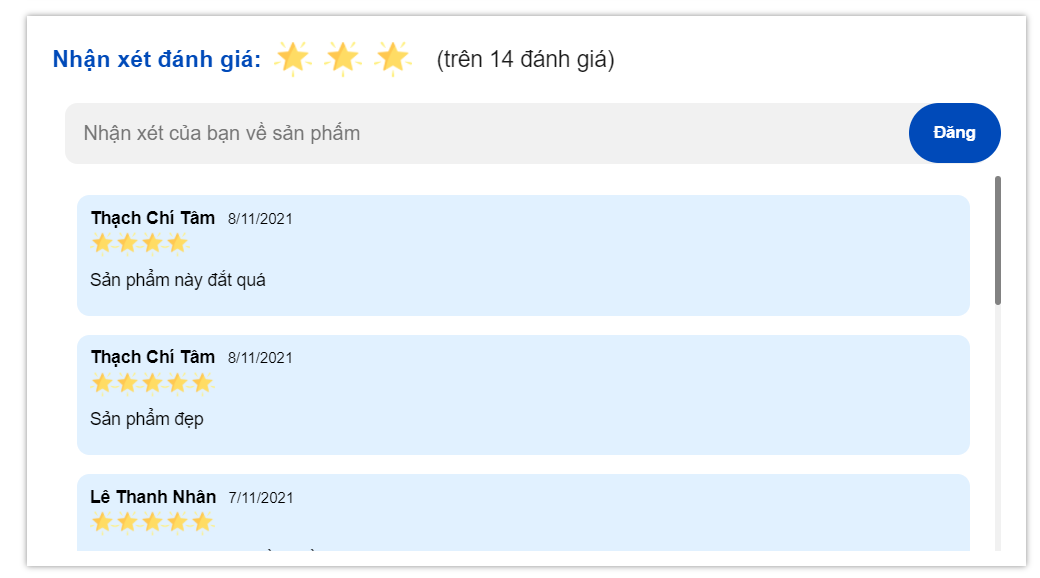 Nhận xét đánh giá: (trên 14 đánh giá)
Nhận xét của bạn về sản phấm
Đăng
Thạch Chí Tâm 8/11/2021
Sản phẩm này đắt quá
Thạch Chí Tâm 8/11/2021
Sản phẩm đẹp
Lê Thanh Nhân 7/11/2021